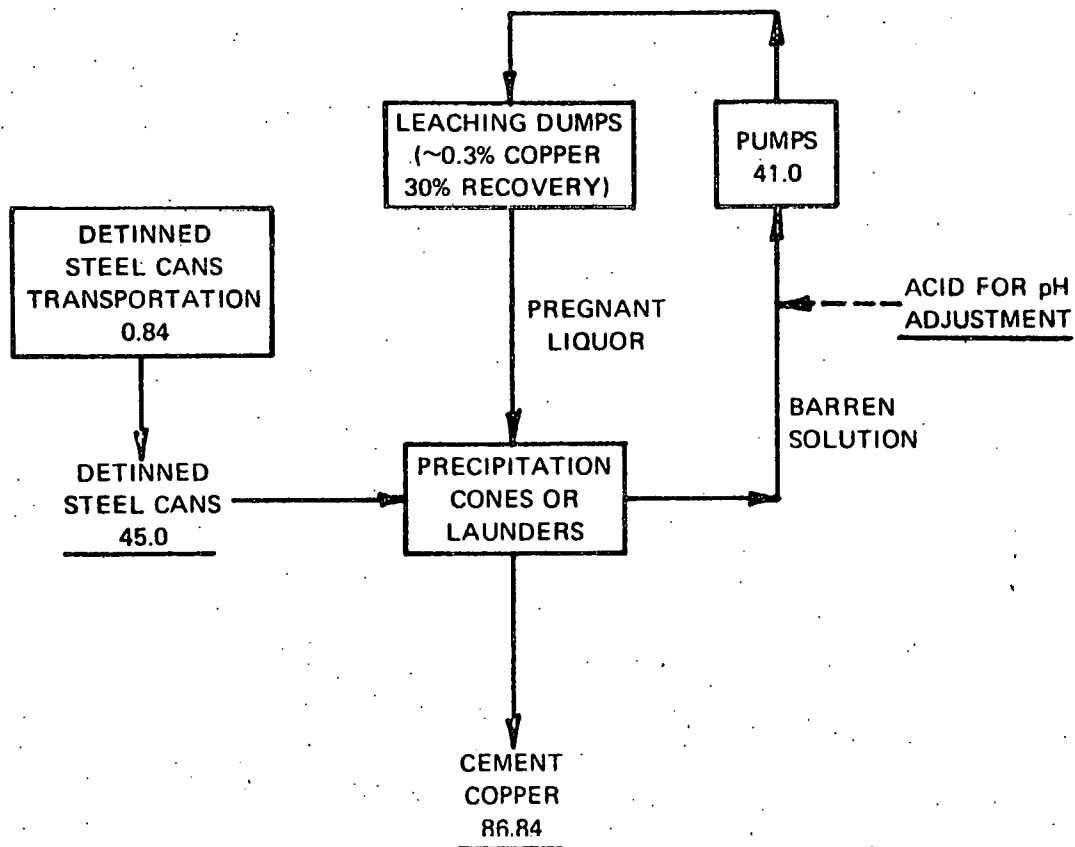 LEACHING DUMPS
(~0.3% COPPER
30% RECOVERY)
PUMPS
41.0
DETINNED
STEEL CANS
TRANSPORTATION
0.84
PREGNANT
LIQUOR
ACID FOR pH
ADJUSTMENT
BARREN
SOLUTION
DETINNED
STEEL CANS
45.0
PRECIPITATION
CONES OR
LAUNDERS
CEMENT
COPPER
86.84